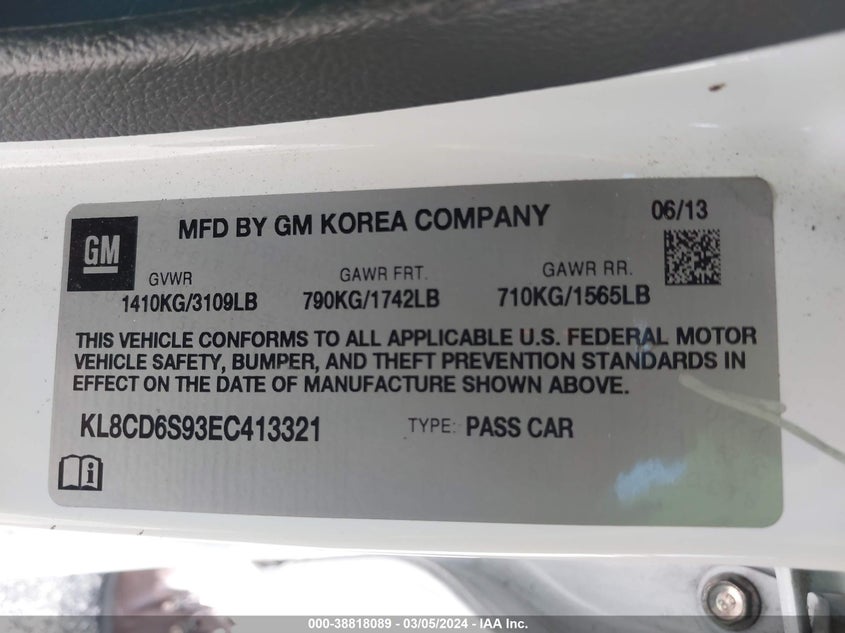 GM
MFD BY GM KOREA COMPANY
06/13
GVWR
1410KG/3109LB
GAWR FRT.
790KG/1742LB
GAWR RR.
710KG/1565LB
THIS VEHICLE CONFORMS TO ALL APPLICABLE U.S. FEDERAL MOTOR
VEHICLE SAFETY, BUMPER, AND THEFT PREVENTION STANDARDS IN
EFFECT ON THE DATE OF MANUFACTURE SHOWN ABOVE.
KL8CD6S93EC413321
TYPE: PASS CAR
i
000-38818089 - 03/05/2024 - IAA Inc.